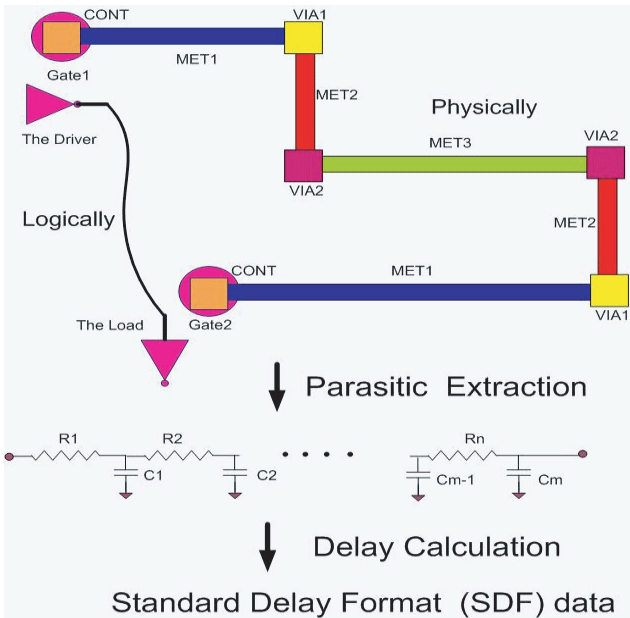 CONT
VIA1
MET1
Gate1
MET2
Physically
The Driver
MET3
VIA2
VIA2
Logically
MET2
CONT
MET1
The Load
Gate2
VIA1
Parasitic Extraction
R1
R2
Rn
C1
C2
Cm-1
Cm
Delay Calculation
Standard Delay Format (SDF) data